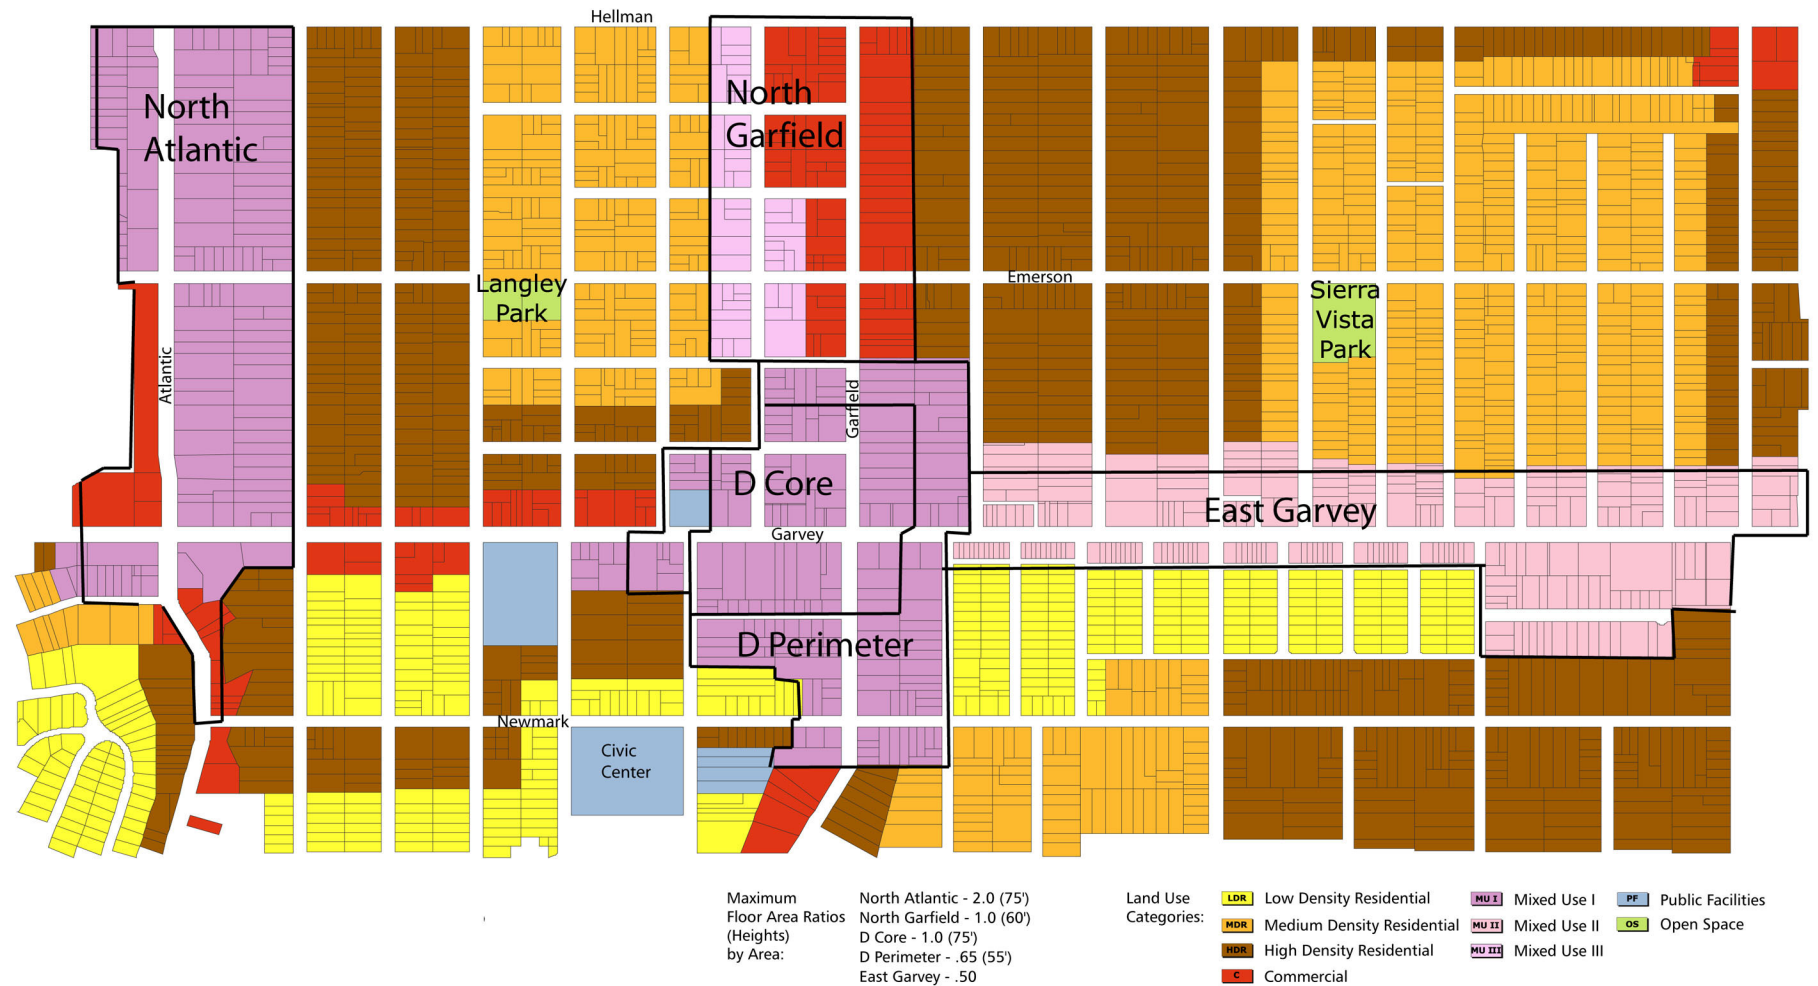 Hellman
North
Atlantic
North
Garfield
Emerson
Langley
Park
Sierra
Vista
Park
Atlantic
Garfield
D Core
East Garvey
Garvey
D Perimeter
Newmark
Civic
Center
Maximum
Floor Area Ratios
(Heights)
by Area:
North Atlantic - 2.0 (75')
North Garfield - 1.0 (60')
D Core - 1.0 (75')
D Perimeter - .65 (55')
East Garvey - .50
Land Use
Categories:
LDR Low Density Residential
MDR Medium Density Residential
HDR High Density Residential
C Commercial
MU I Mixed Use I
MU II Mixed Use II
MU III Mixed Use III
PF Public Facilities
OS Open Space